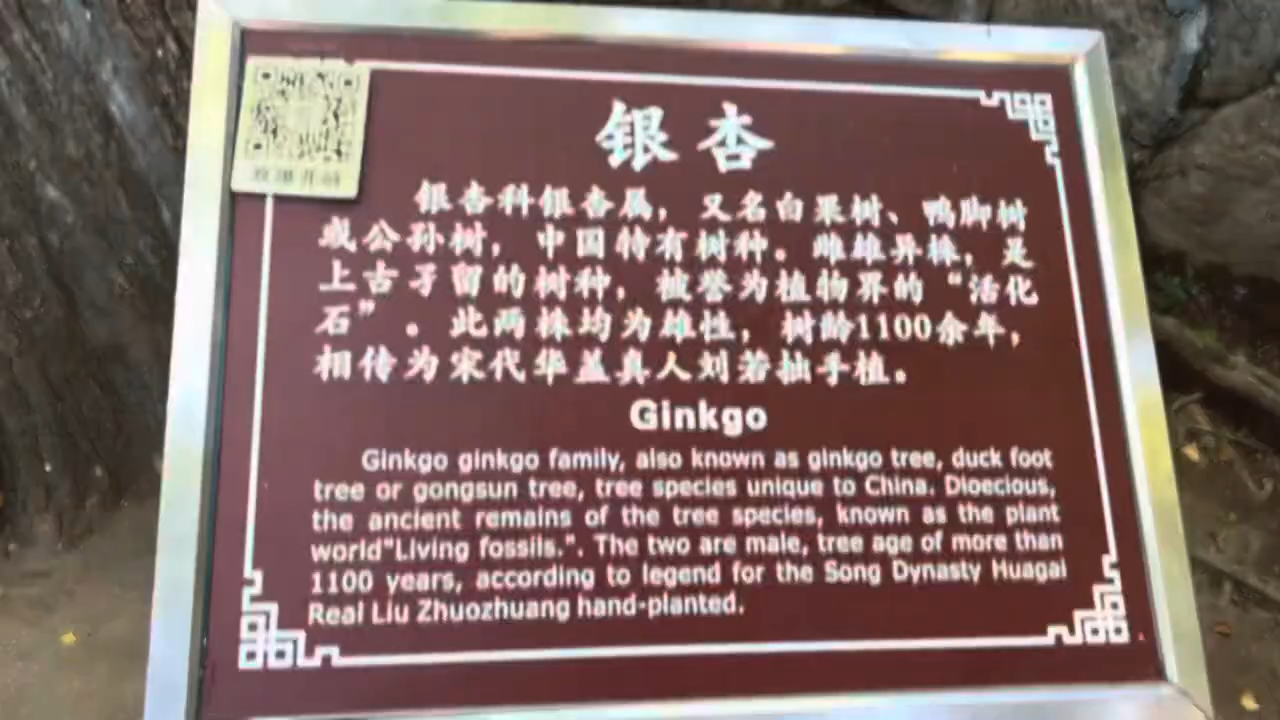 银杏
银杏科银杏属，又名白果树、鸭脚树
或公孙树，中国特有树种。雌雄异株，是
上古孑留的树种，被誉为植物界的“活化
石”。此两株均为雄性，树龄1100余年，
相传为宋代华盖真人刘若拙手植。
Ginkgo
Ginkgo ginkgo family, also known as ginkgo tree, duck foot
tree or gongsun tree, tree species unique to China. Dioecious,
the ancient remains of the tree species, known as the plant
world"Living fossils.". The two are male, tree age of more than
1100 years, according to legend for the Song Dynasty Huagai
Real Liu Zhuozhuang hand-planted.